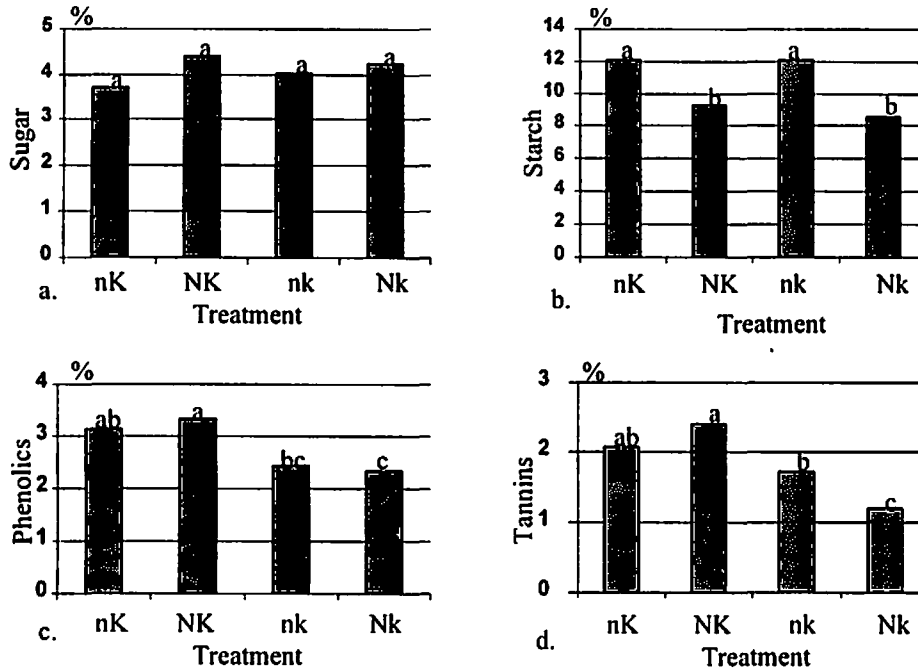 %
5
4
3
2
1
0
Sugar
a a a a
nK NK nk Nk
Treatment
a.
%
14
12
10
8
6
4
2
0
Starch
a b a b
nK NK nk Nk
Treatment
b.
%
4
3
2
1
0
Phenolics
ab a bc c
nK NK nk Nk
Treatment
c.
%
3
2
1
0
Tannins
ab a b c
nK NK nk Nk
Treatment
d.